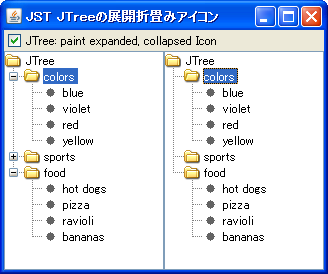 JST JTreeの展開折畳みアイコン
JTree: paint expanded, collapsed Icon
JTree
colors
blue
violet
red
yellow
sports
food
hot dogs
pizza
ravioli
bananas
JTree
colors
blue
violet
red
yellow
sports
food
hot dogs
pizza
ravioli
bananas